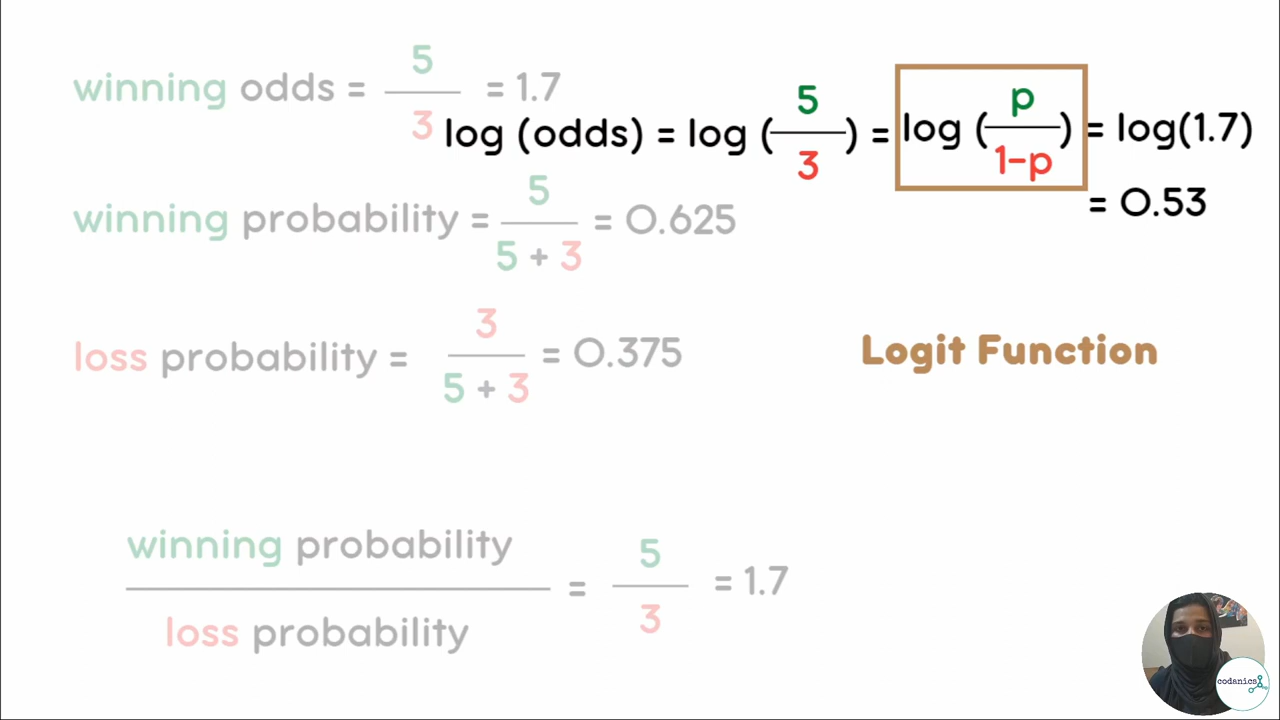 winning odds = 5/3 = 1.7
log (odds) = log (5/3) = log (p/1-p) = log(1.7)
= 0.53
winning probability = 5/5 + 3 = 0.625
loss probability = 3/5 + 3 = 0.375
Logit Function
winning probability/loss probability = 5/3 = 1.7
codanics